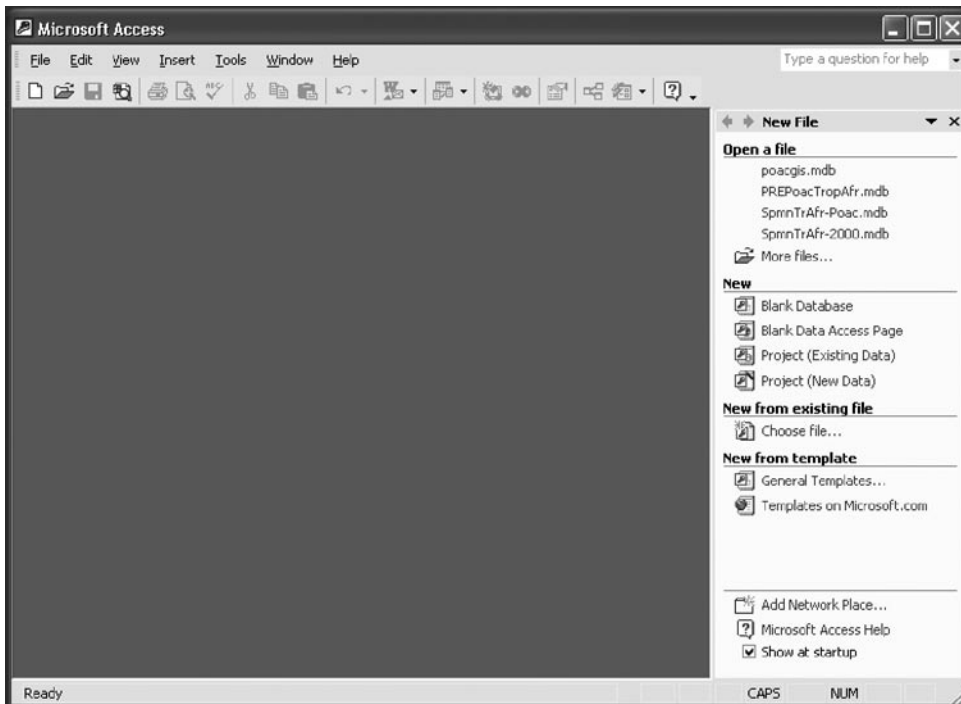 Microsoft Access
File Edit View Insert Tools Window Help
Type a question for help
New File
Open a file
poacgis.mdb
PREPoacTropAfr.mdb
SpmnTrAfr-Poac.mdb
SpmnTrAfr-2000.mdb
More files...
New
Blank Database
Blank Data Access Page
Project (Existing Data)
Project (New Data)
New from existing file
Choose file...
New from template
General Templates...
Templates on Microsoft.com
Add Network Place...
Microsoft Access Help
Show at startup
Ready CAPS NUM